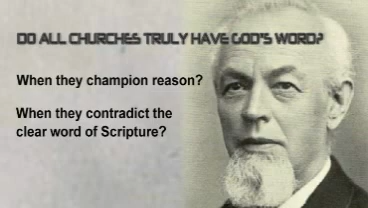 DO ALL CHURCHES TRULY HAVE GOD'S WORD?
When they champion reason?
When they contradict the
clear word of Scripture?